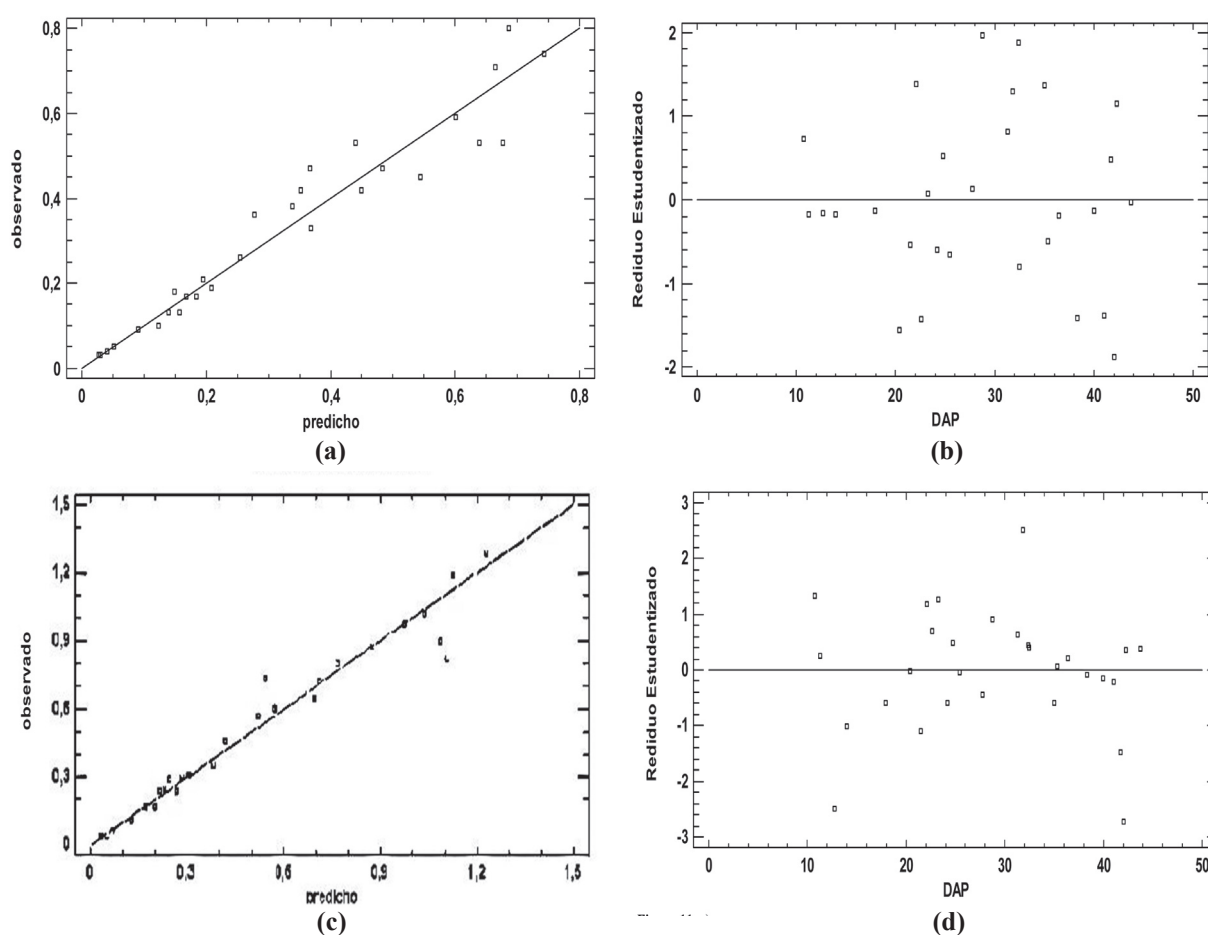 0,8
0,6
0,4
0,2
0
observado
0 0,2 0,4 0,6 0,8
predicho
(a)
2
1
0
-1
-2
Rediduo Estudentizado
0 10 20 30 40 50
DAP
(b)
1,5
1,2
0,9
0,6
0,3
0
observado
0 0,3 0,6 0,9 1,2 1,5
predicho
(c)
3
2
1
0
-1
-2
-3
Rediduo Estudentizado
0 10 20 30 40 50
DAP
(d)